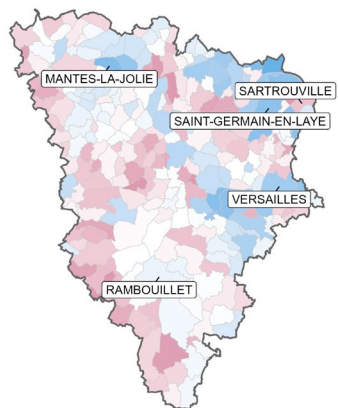 MANTES-LA-JOLIE
SARTROUVILLE
SAINT-GERMAIN-EN-LAYE
VERSAILLES
RAMBOUILLET